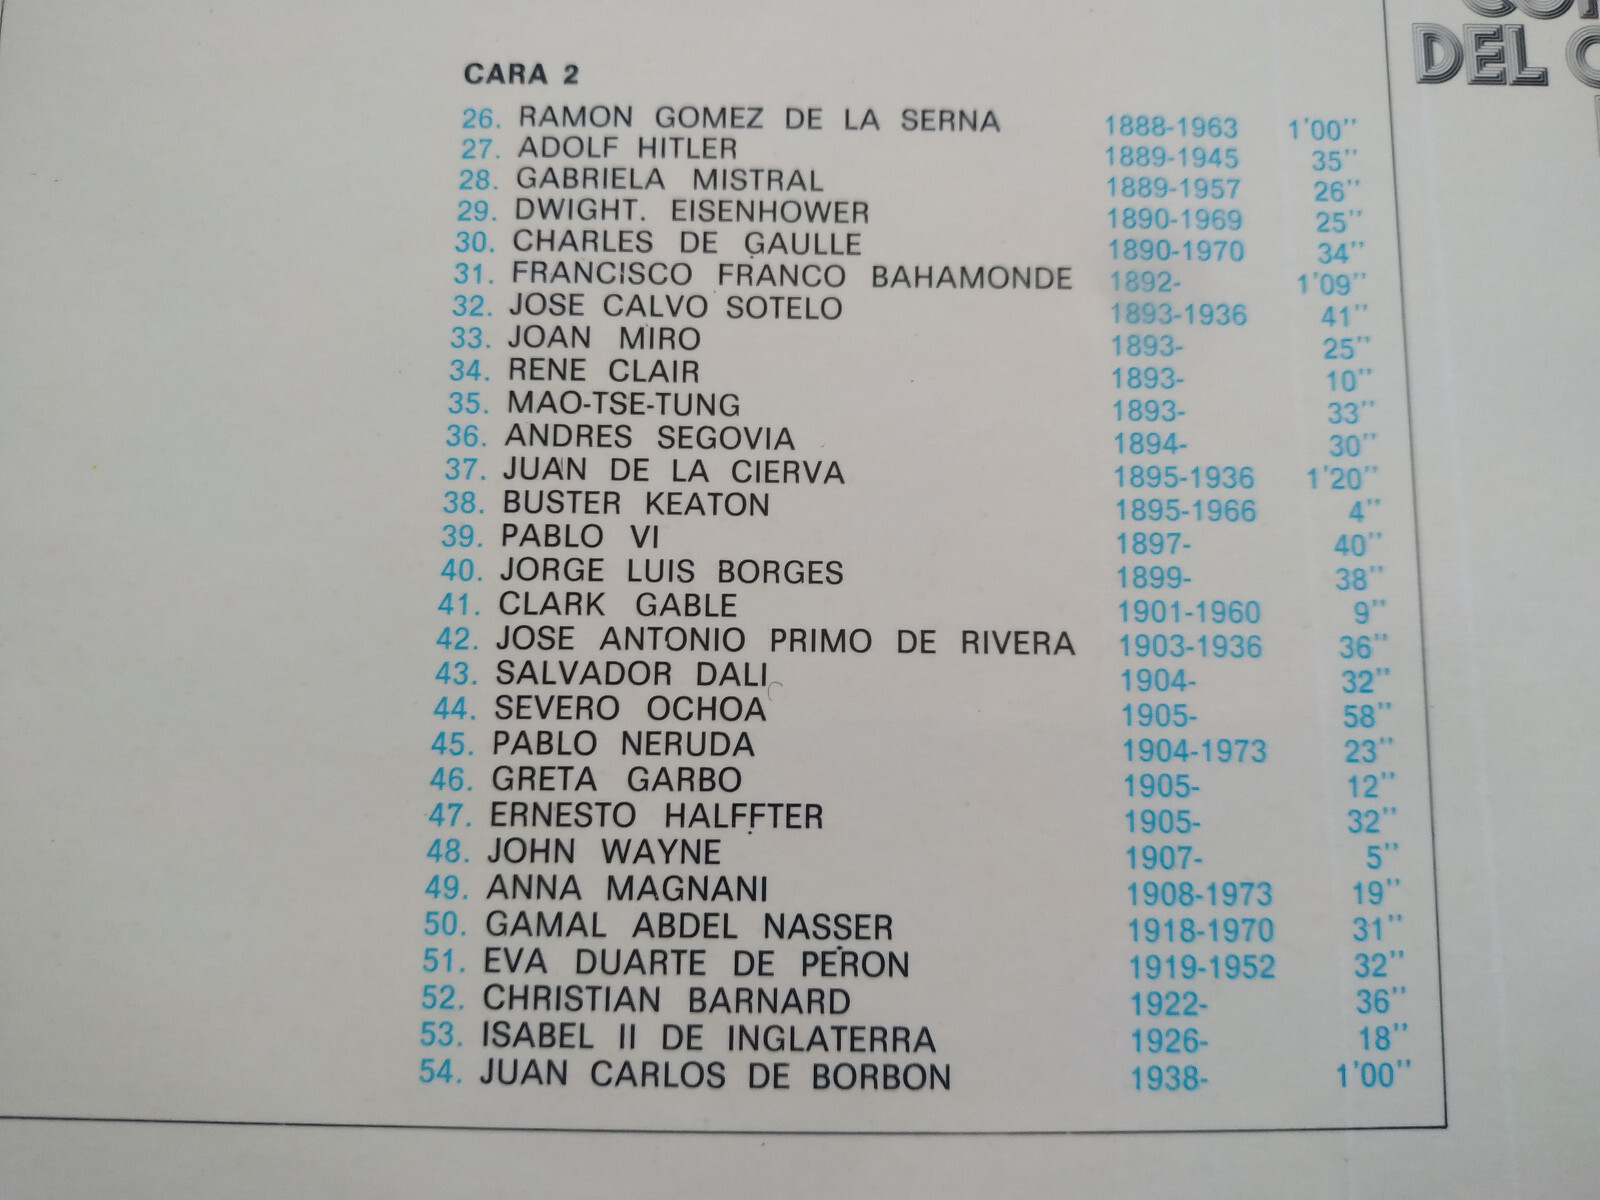 DEL
CARA 2
26. RAMON GOMEZ DE LA SERNA 1888-1963 1'00"
27. ADOLF HITLER 1889-1945 35"
28. GABRIELA MISTRAL 1889-1957 26"
29. DWIGHT. EISENHOWER 1890-1969 25"
30. CHARLES DE GAULLE 1890-1970 34"
31. FRANCISCO FRANCO BAHAMONDE 1892- 1'09"
32. JOSE CALVO SOTELO 1893-1936 41"
33. JOAN MIRO 1893- 25"
34. RENE CLAIR 1893- 10"
35. MAO-TSE-TUNG 1893- 33"
36. ANDRES SEGOVIA 1894- 30"
37. JUAN DE LA CIERVA 1895-1936 1'20"
38. BUSTER KEATON 1895-1966 4"
39. PABLO VI 1897- 40"
40. JORGE LUIS BORGES 1899- 38"
41. CLARK GABLE 1901-1960 9"
42. JOSE ANTONIO PRIMO DE RIVERA 1903-1936 36"
43. SALVADOR DALI 1904- 32"
44. SEVERO OCHOA 1905- 58"
45. PABLO NERUDA 1904-1973 23"
46. GRETA GARBO 1905- 12"
47. ERNESTO HALFFTER 1905- 32"
48. JOHN WAYNE 1907- 5"
49. ANNA MAGNANI 1908-1973 19"
50. GAMAL ABDEL NASSER 1918-1970 31"
51. EVA DUARTE DE PERON 1919-1952 32"
52. CHRISTIAN BARNARD 1922- 36"
53. ISABEL II DE INGLATERRA 1926- 18"
54. JUAN CARLOS DE BORBON 1938- 1'00"